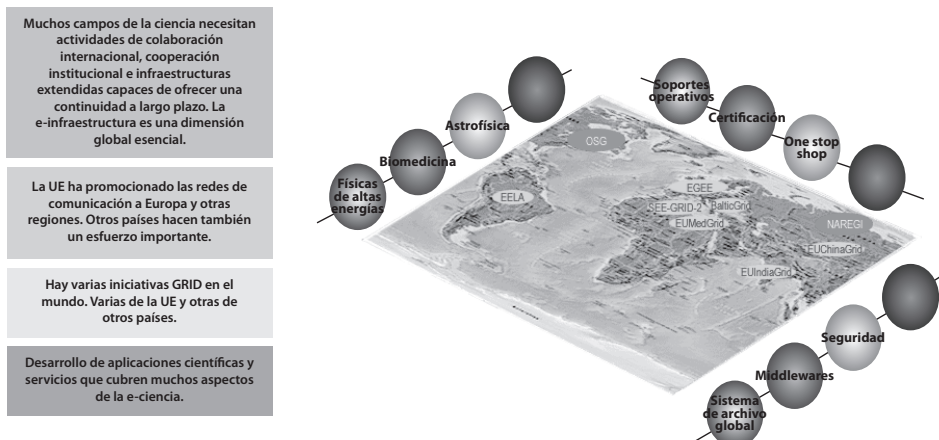 Muchos campos de la ciencia necesitan
actividades de colaboración
internacional, cooperación
institucional e infraestructuras
extendidas capaces de ofrecer una
continuidad a largo plazo. La
e-infraestructura es una dimensión
global esencial.
La UE ha promocionado las redes de
comunicación a Europa y otras
regiones. Otros países hacen también
un esfuerzo importante.
Hay varias iniciativas GRID en el
mundo. Varias de la UE y otras de
otros países.
Desarrollo de aplicaciones científicas y
servicios que cubren muchos aspectos
de la e-ciencia.
Físicas
de altas
energías
Biomedicina
Astrofísica
Soportes
operativos
Certificación
One stop
shop
OSG
EELA
EGEE
SEE-GRID-2
BalticGrid
EUMedGrid
NAREGI
EUChinaGrid
EUIndiaGrid
Seguridad
Middlewares
Sistema
de archivo
global